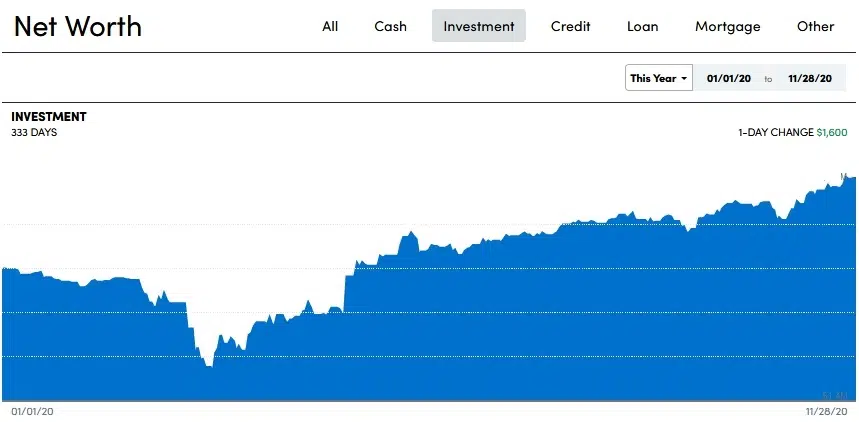 Net Worth All Cash Investment Credit Loan Mortgage Other
This Year 01/01/20 to 11/28/20
INVESTMENT
333 DAYS 1-DAY CHANGE $1,600
01/01/20 11/28/20